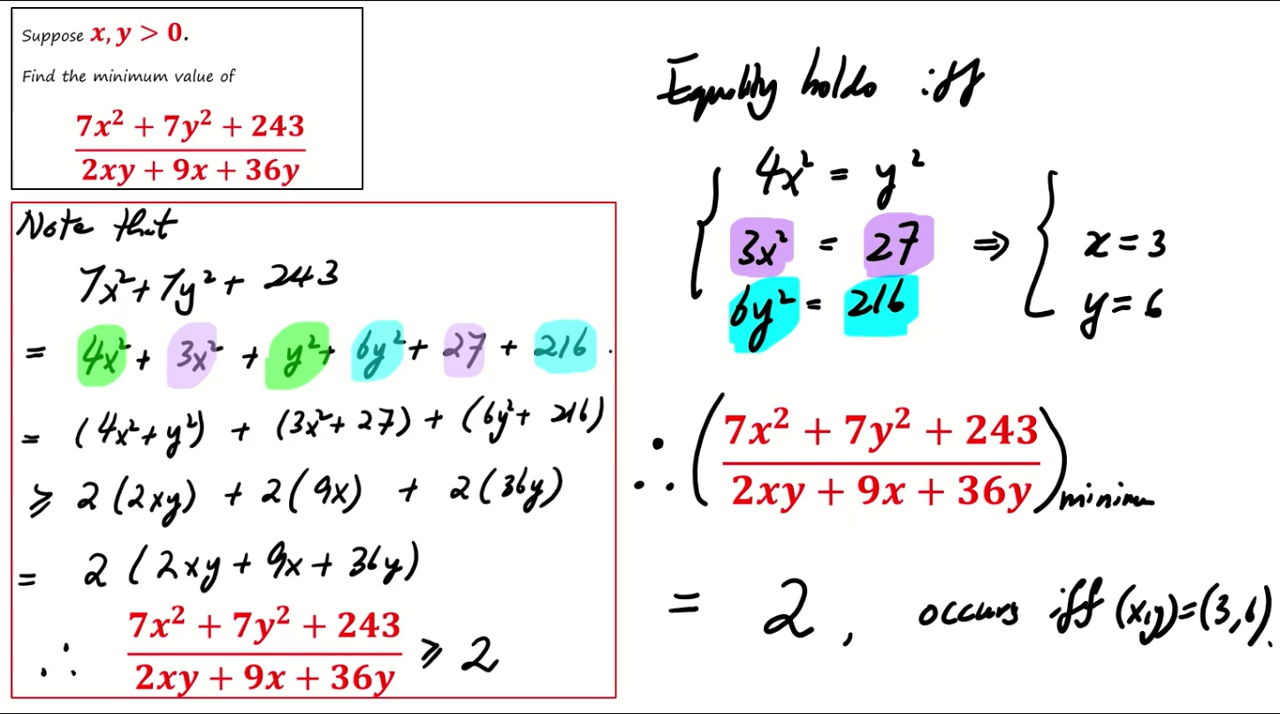 Suppose x, y > 0.
Find the minimum value of
7x² + 7y² + 243
2xy + 9x + 36y
Note that
7x² + 7y² + 243
= 4x² + 3x² + y² + 6y² + 27 + 216 .
= (4x² + y²) + (3x² + 27) + (6y² + 216)
⩾ 2 (2xy) + 2 (9x) + 2 (36y)
= 2 (2xy + 9x + 36y)
7x² + 7y² + 243
∴ ⩾ 2
2xy + 9x + 36y
Equality holds iff
4x² = y²
3x² = 27 ⇒ x = 3
6y² = 216 y = 6
7x² + 7y² + 243
∴ ( ) minimum
2xy + 9x + 36y
= 2 , occurs iff (x,y) = (3,6).